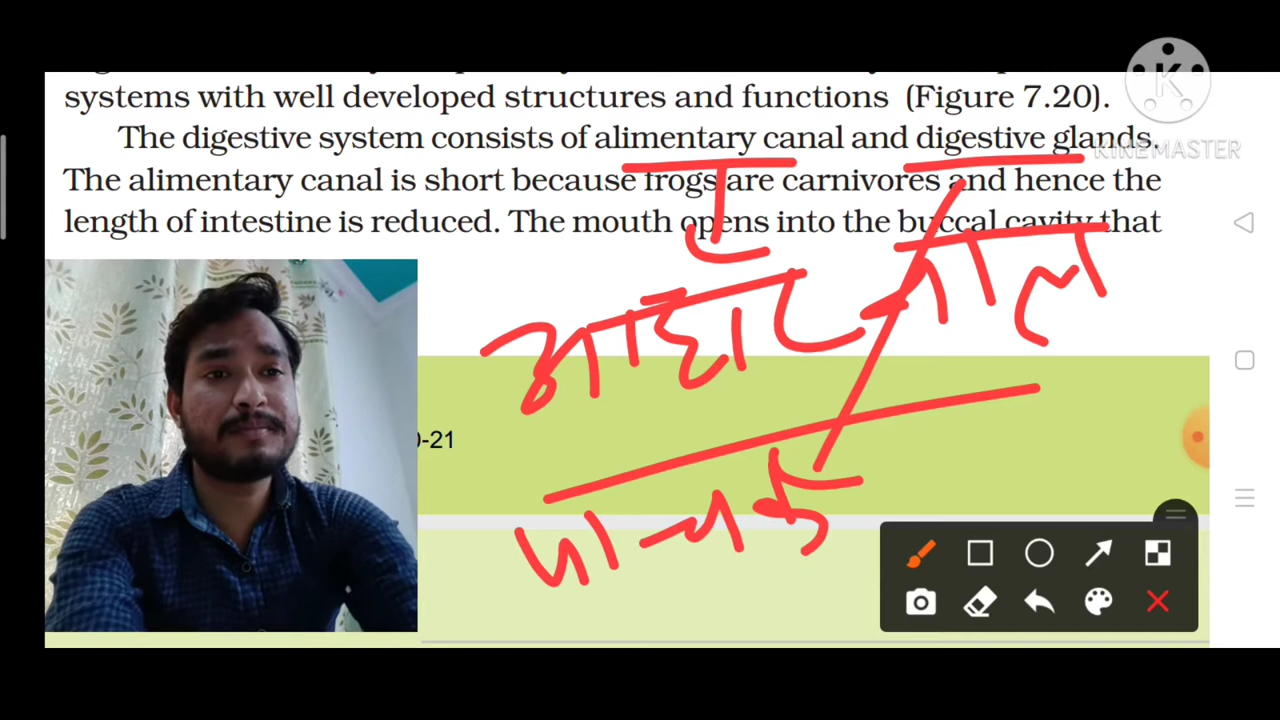 systems with well developed structures and functions (Figure 7.20).
The digestive system consists of alimentary canal and digestive glands.
The alimentary canal is short because frogs are carnivores and hence the
length of intestine is reduced. The mouth opens into the buccal cavity that
KINEMASTER
आहार नाल
0-21
पाचक